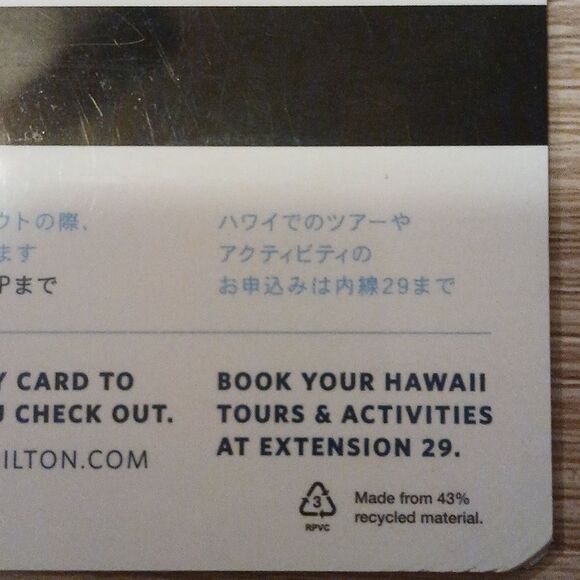 ウトの際、
ます
Pまで
ハワイでのツアーや
アクティビティの
お申込みは内線29まで
Y CARD TO
U CHECK OUT.
ILTON.COM
BOOK YOUR HAWAII
TOURS & ACTIVITIES
AT EXTENSION 29.
3
RPVC
Made from 43%
recycled material.